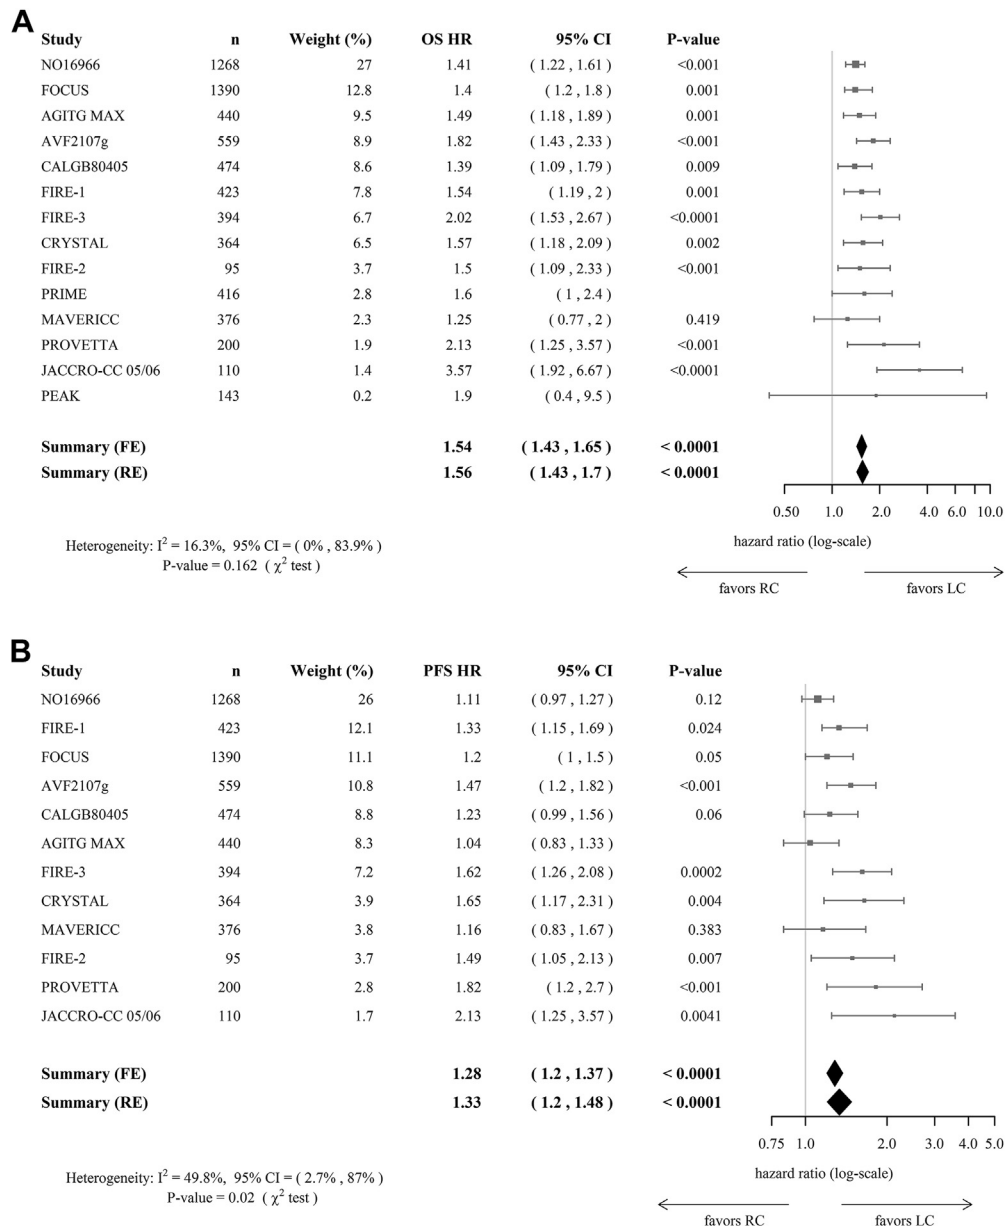 A
Study n Weight (%) OS HR 95% CI P-value
NO16966 1268 27 1.41 ( 1.22 , 1.61 ) <0.001
FOCUS 1390 12.8 1.4 ( 1.2 , 1.8 ) 0.001
AGITG MAX 440 9.5 1.49 ( 1.18 , 1.89 ) 0.001
AVF2107g 559 8.9 1.82 ( 1.43 , 2.33 ) <0.001
CALGB80405 474 8.6 1.39 ( 1.09 , 1.79 ) 0.009
FIRE-1 423 7.8 1.54 ( 1.19 , 2 ) 0.001
FIRE-3 394 6.7 2.02 ( 1.53 , 2.67 ) <0.0001
CRYSTAL 364 6.5 1.57 ( 1.18 , 2.09 ) 0.002
FIRE-2 95 3.7 1.5 ( 1.09 , 2.33 ) <0.001
PRIME 416 2.8 1.6 ( 1 , 2.4 )
MAVERICC 376 2.3 1.25 ( 0.77 , 2 ) 0.419
PROVETTA 200 1.9 2.13 ( 1.25 , 3.57 ) <0.001
JACCRO-CC 05/06 110 1.4 3.57 ( 1.92 , 6.67 ) <0.0001
PEAK 143 0.2 1.9 ( 0.4 , 9.5 )
Summary (FE) 1.54 ( 1.43 , 1.65 ) < 0.0001
Summary (RE) 1.56 ( 1.43 , 1.7 ) < 0.0001
0.50 1.0 2.0 4.0 6.0 10.0
hazard ratio (log-scale)
Heterogeneity: I² = 16.3%, 95% CI = ( 0% , 83.9% )
P-value = 0.162 ( χ² test )
favors RC favors LC
B
Study n Weight (%) PFS HR 95% CI P-value
NO16966 1268 26 1.11 ( 0.97 , 1.27 ) 0.12
FIRE-1 423 12.1 1.33 ( 1.15 , 1.69 ) 0.024
FOCUS 1390 11.1 1.2 ( 1 , 1.5 ) 0.05
AVF2107g 559 10.8 1.47 ( 1.2 , 1.82 ) <0.001
CALGB80405 474 8.8 1.23 ( 0.99 , 1.56 ) 0.06
AGITG MAX 440 8.3 1.04 ( 0.83 , 1.33 )
FIRE-3 394 7.2 1.62 ( 1.26 , 2.08 ) 0.0002
CRYSTAL 364 3.9 1.65 ( 1.17 , 2.31 ) 0.004
MAVERICC 376 3.8 1.16 ( 0.83 , 1.67 ) 0.383
FIRE-2 95 3.7 1.49 ( 1.05 , 2.13 ) 0.007
PROVETTA 200 2.8 1.82 ( 1.2 , 2.7 ) <0.001
JACCRO-CC 05/06 110 1.7 2.13 ( 1.25 , 3.57 ) 0.0041
Summary (FE) 1.28 ( 1.2 , 1.37 ) < 0.0001
Summary (RE) 1.33 ( 1.2 , 1.48 ) < 0.0001
0.75 1.0 2.0 3.0 4.0 5.0
hazard ratio (log-scale)
Heterogeneity: I² = 49.8%, 95% CI = ( 2.7% , 87% )
P-value = 0.02 ( χ² test )
favors RC favors LC